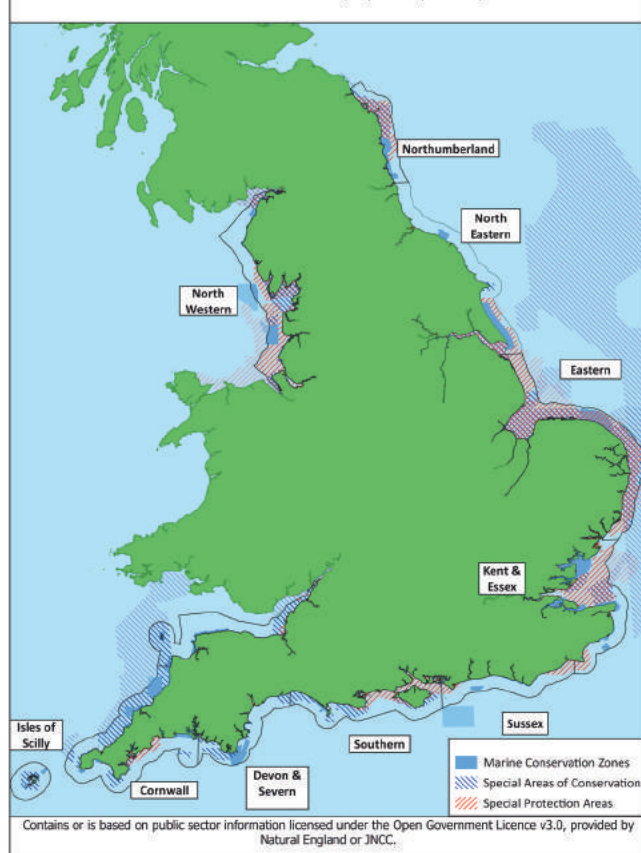 Northumberland
North
Eastern
North
Western
Eastern
Kent &
Essex
Isles of
Scilly
Sussex
Southern
Devon &
Severn
Cornwall
Marine Conservation Zones
Special Areas of Conservation
Special Protection Areas
Contains or is based on public sector information licensed under the Open Government Licence v3.0, provided by
Natural England or JNCC.